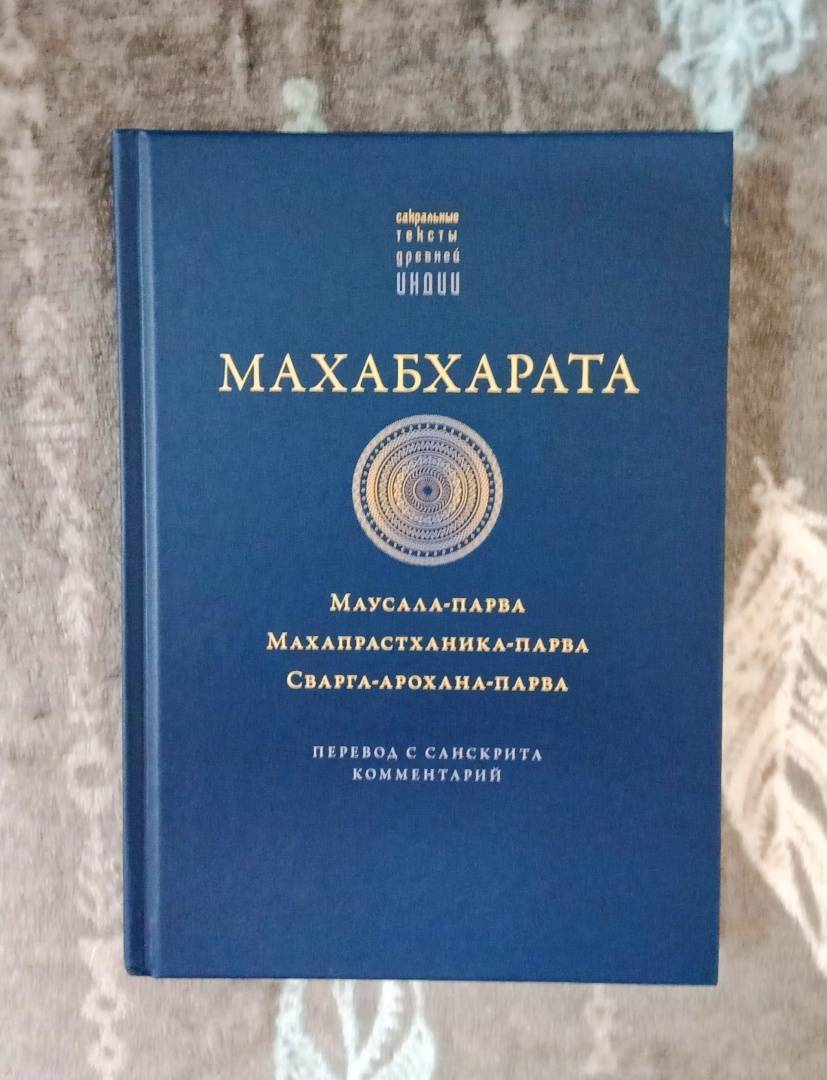 сакральные
тексты
древней
индии
МАХАБХАРАТА
Маусала-парва
Махапрастханика-парва
Сварга-арохана-парва
ПЕРЕВОД С САНСКРИТА
КОММЕНТАРИЙ